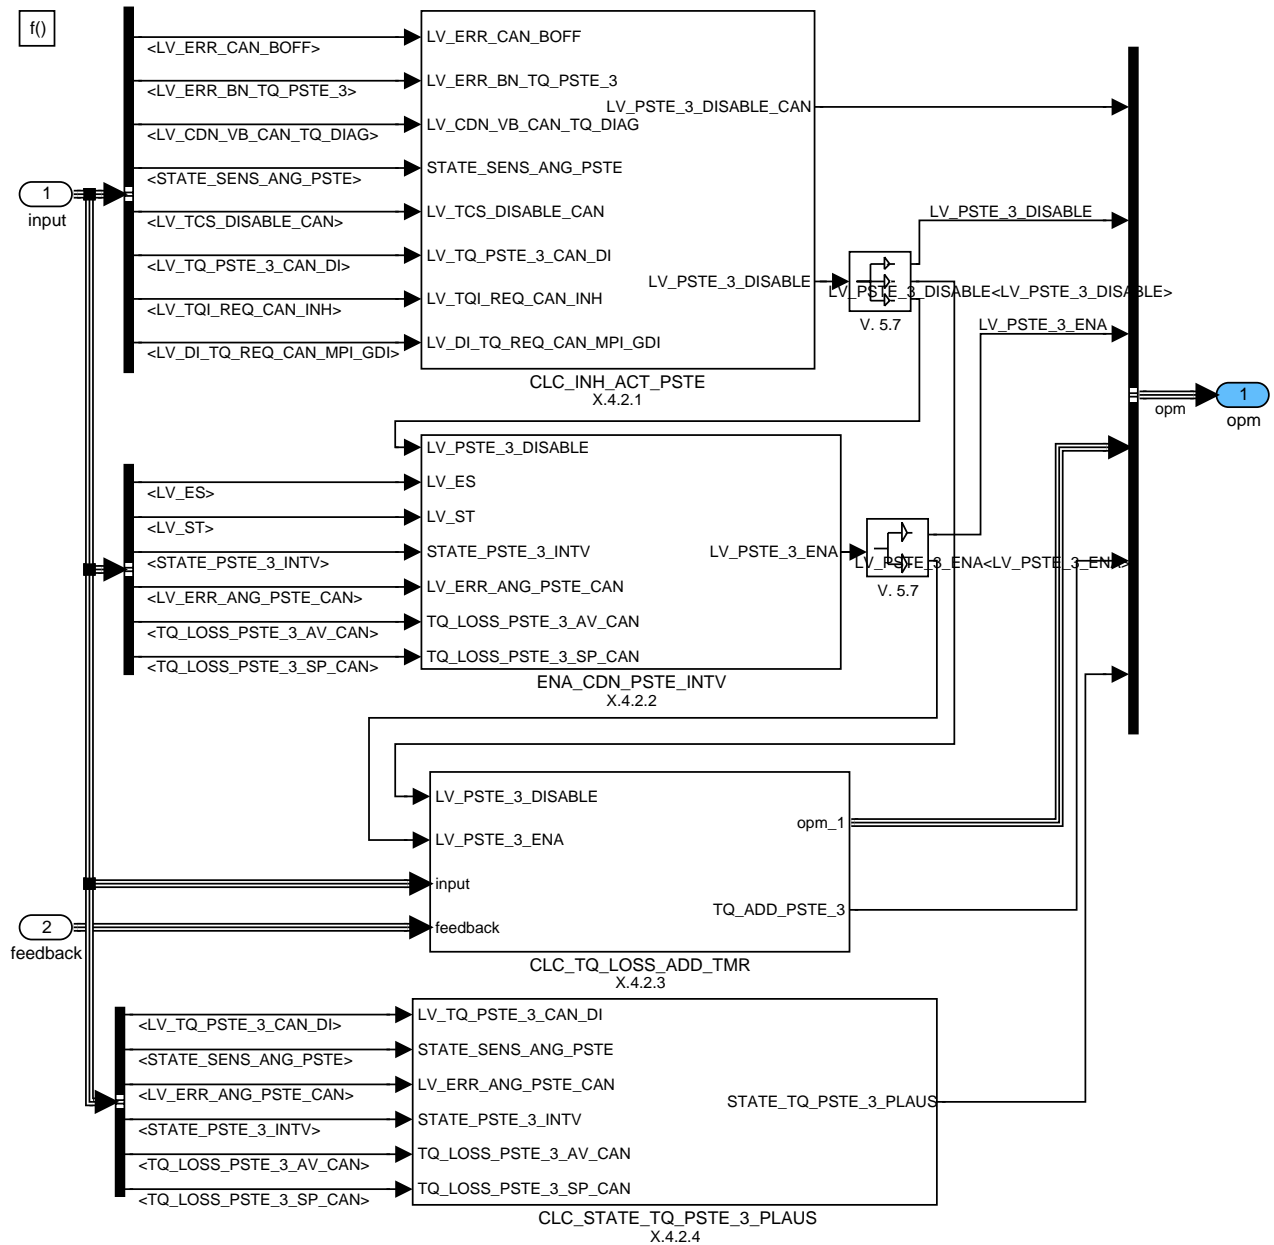 f()
<LV_ERR_CAN_BOFF>
<LV_ERR_BN_TQ_PSTE_3>
<LV_CDN_VB_CAN_TQ_DIAG>
<STATE_SENS_ANG_PSTE>
<LV_TCS_DISABLE_CAN>
<LV_TQ_PSTE_3_CAN_DI>
<LV_TQI_REQ_CAN_INH>
<LV_DI_TQ_REQ_CAN_MPI_GDI>
1
input
LV_ERR_CAN_BOFF
LV_ERR_BN_TQ_PSTE_3
LV_CDN_VB_CAN_TQ_DIAG
STATE_SENS_ANG_PSTE
LV_TCS_DISABLE_CAN
LV_TQ_PSTE_3_CAN_DI
LV_TQI_REQ_CAN_INH
LV_DI_TQ_REQ_CAN_MPI_GDI
LV_PSTE_3_DISABLE_CAN
LV_PSTE_3_DISABLE
CLC_INH_ACT_PSTE
X.4.2.1
LV_PSTE_3_DISABLE
LV_PSTE_3_DISABLE<LV_PSTE_3_DISABLE>
V. 5.7
LV_PSTE_3_ENA
opm
1
opm
<LV_ES>
<LV_ST>
<STATE_PSTE_3_INTV>
<LV_ERR_ANG_PSTE_CAN>
<TQ_LOSS_PSTE_3_AV_CAN>
<TQ_LOSS_PSTE_3_SP_CAN>
LV_PSTE_3_DISABLE
LV_ES
LV_ST
STATE_PSTE_3_INTV
LV_ERR_ANG_PSTE_CAN
TQ_LOSS_PSTE_3_AV_CAN
TQ_LOSS_PSTE_3_SP_CAN
LV_PSTE_3_ENA
ENA_CDN_PSTE_INTV
X.4.2.2
LV_PSTE_3_ENA<LV_PSTE_3_ENA>
V. 5.7
LV_PSTE_3_DISABLE
LV_PSTE_3_ENA
input
feedback
opm_1
TQ_ADD_PSTE_3
2
feedback
CLC_TQ_LOSS_ADD_TMR
X.4.2.3
<LV_TQ_PSTE_3_CAN_DI>
<STATE_SENS_ANG_PSTE>
<LV_ERR_ANG_PSTE_CAN>
<STATE_PSTE_3_INTV>
<TQ_LOSS_PSTE_3_AV_CAN>
<TQ_LOSS_PSTE_3_SP_CAN>
LV_TQ_PSTE_3_CAN_DI
STATE_SENS_ANG_PSTE
LV_ERR_ANG_PSTE_CAN
STATE_PSTE_3_INTV
TQ_LOSS_PSTE_3_AV_CAN
TQ_LOSS_PSTE_3_SP_CAN
STATE_TQ_PSTE_3_PLAUS
CLC_STATE_TQ_PSTE_3_PLAUS
X.4.2.4